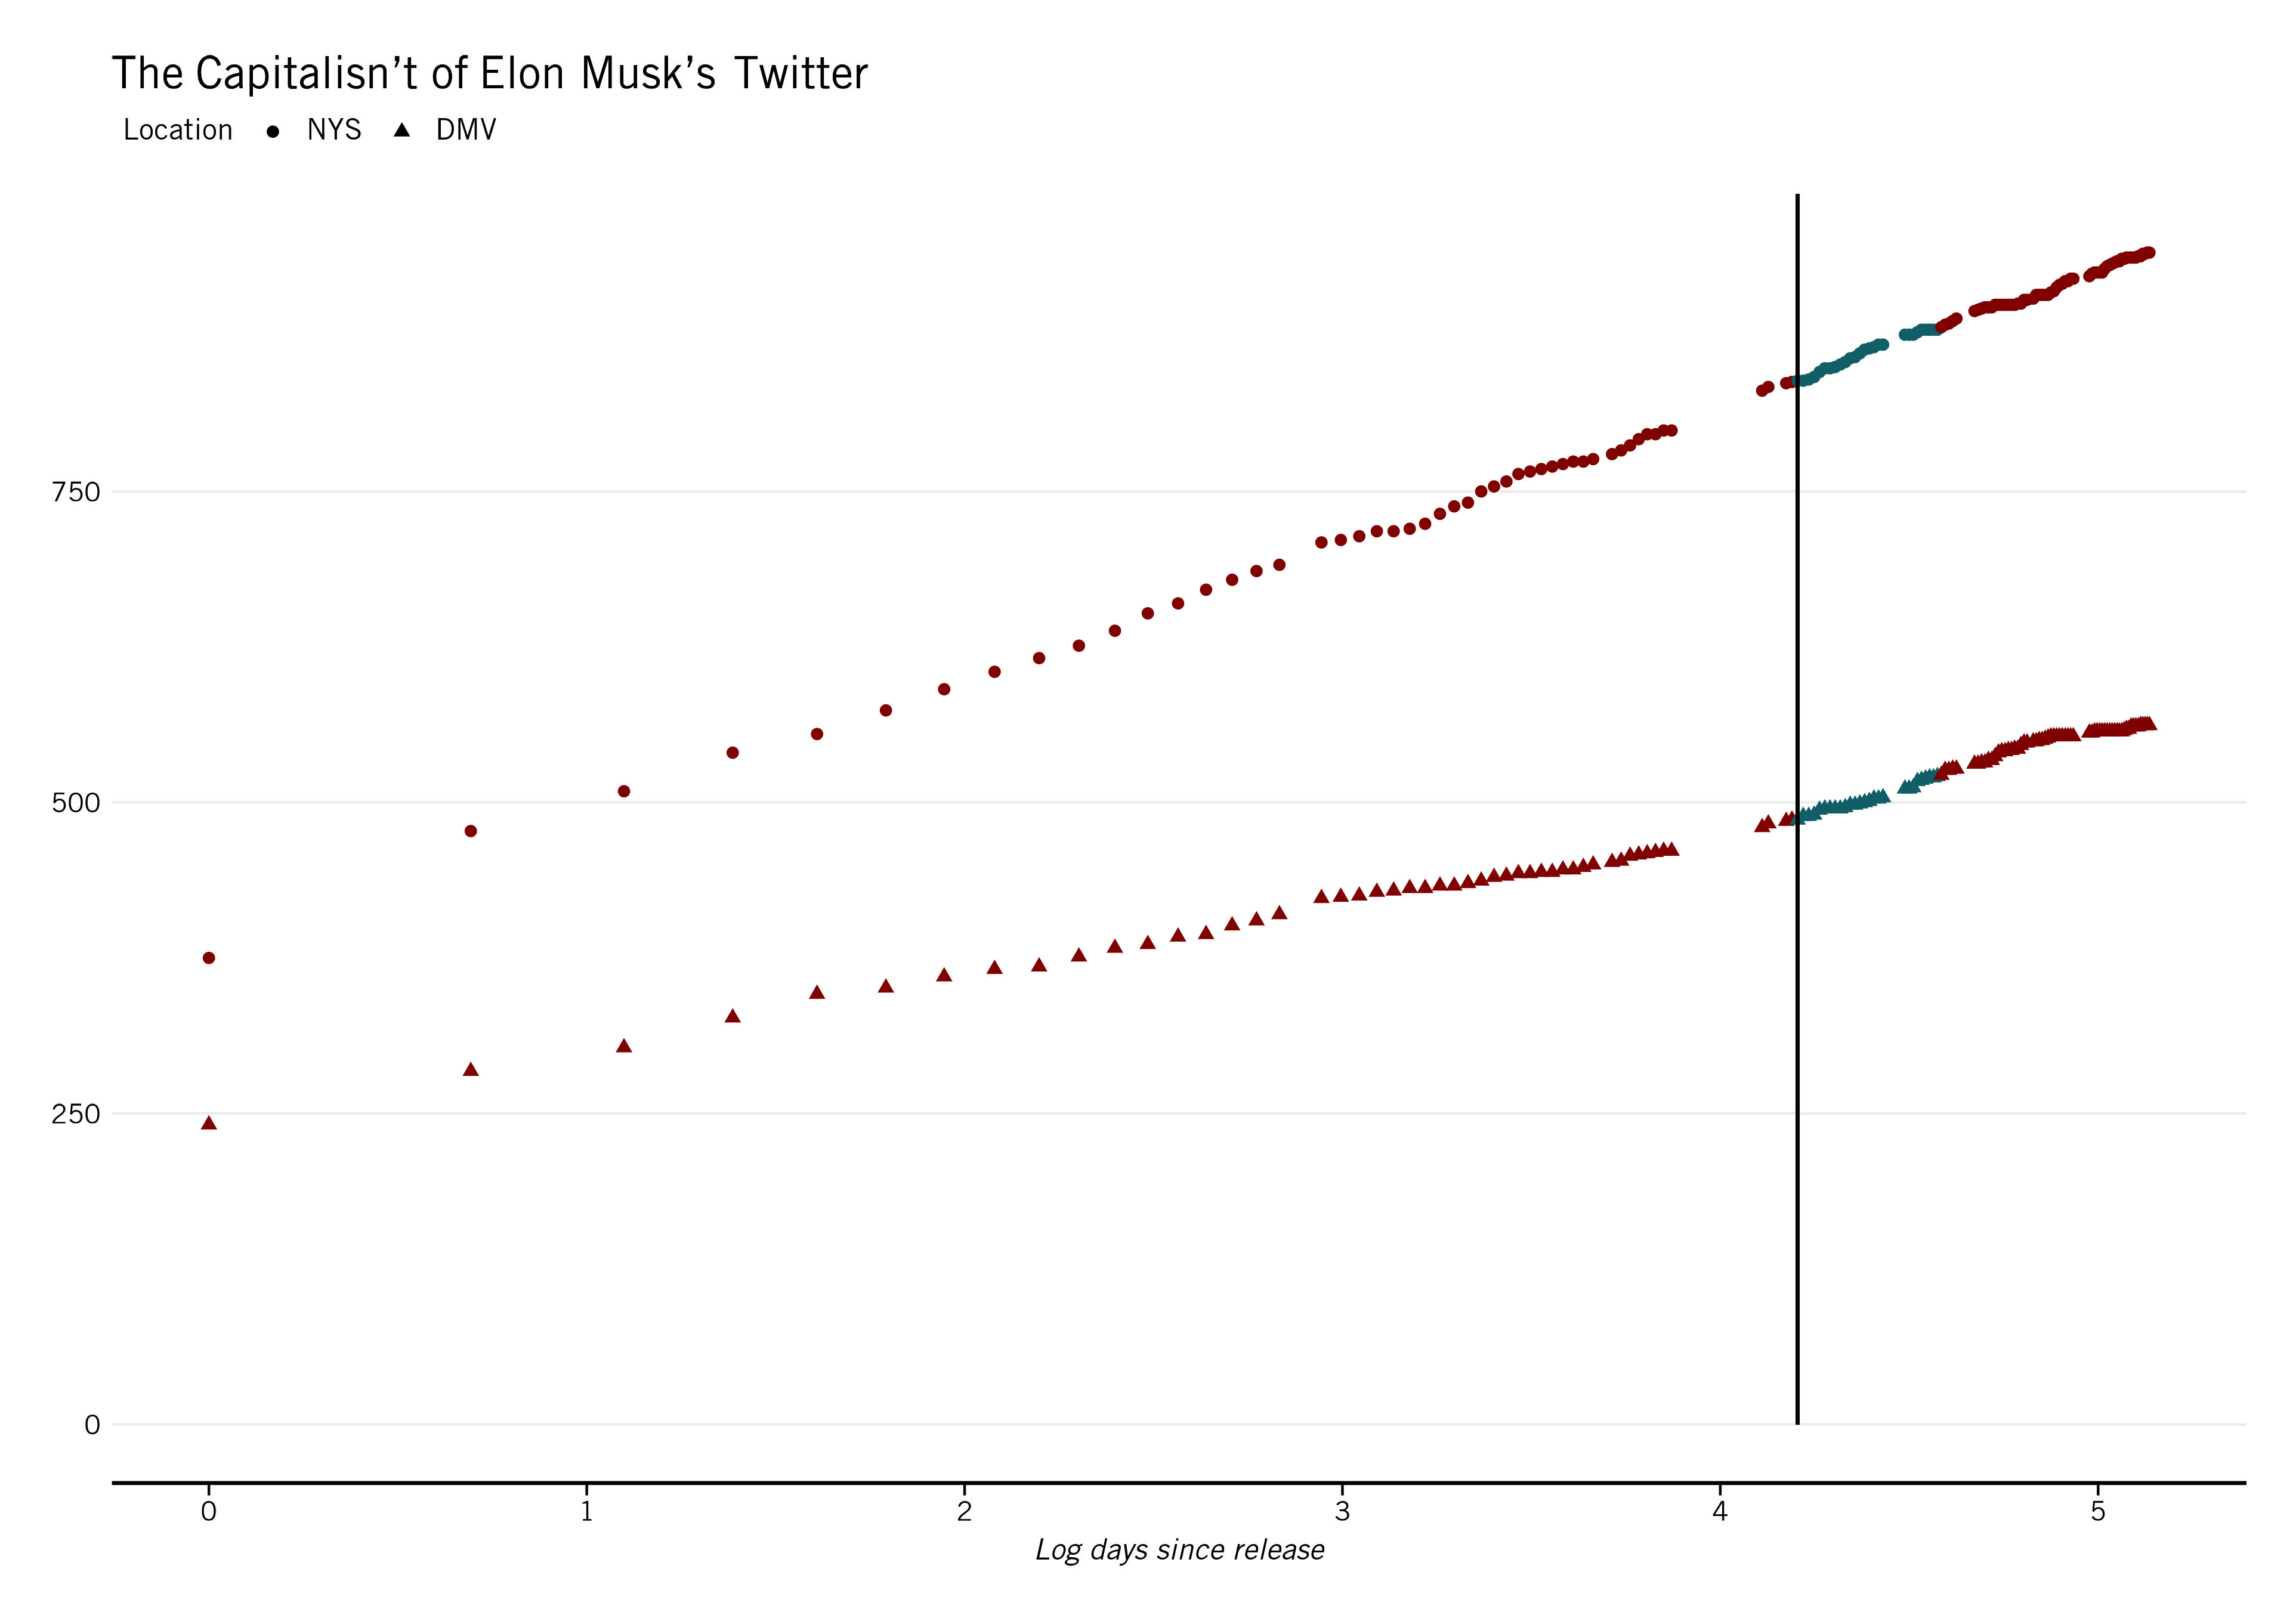 The Capitalisn’t of Elon Musk’s Twitter
Location NYS DMV
750
500
250
0
0 1 2 3 4 5
Log days since release